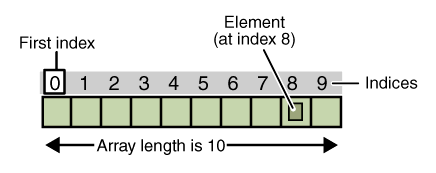 Element
(at index 8)
First index
0 1 2 3 4 5 6 7 8 9
Indices
Array length is 10